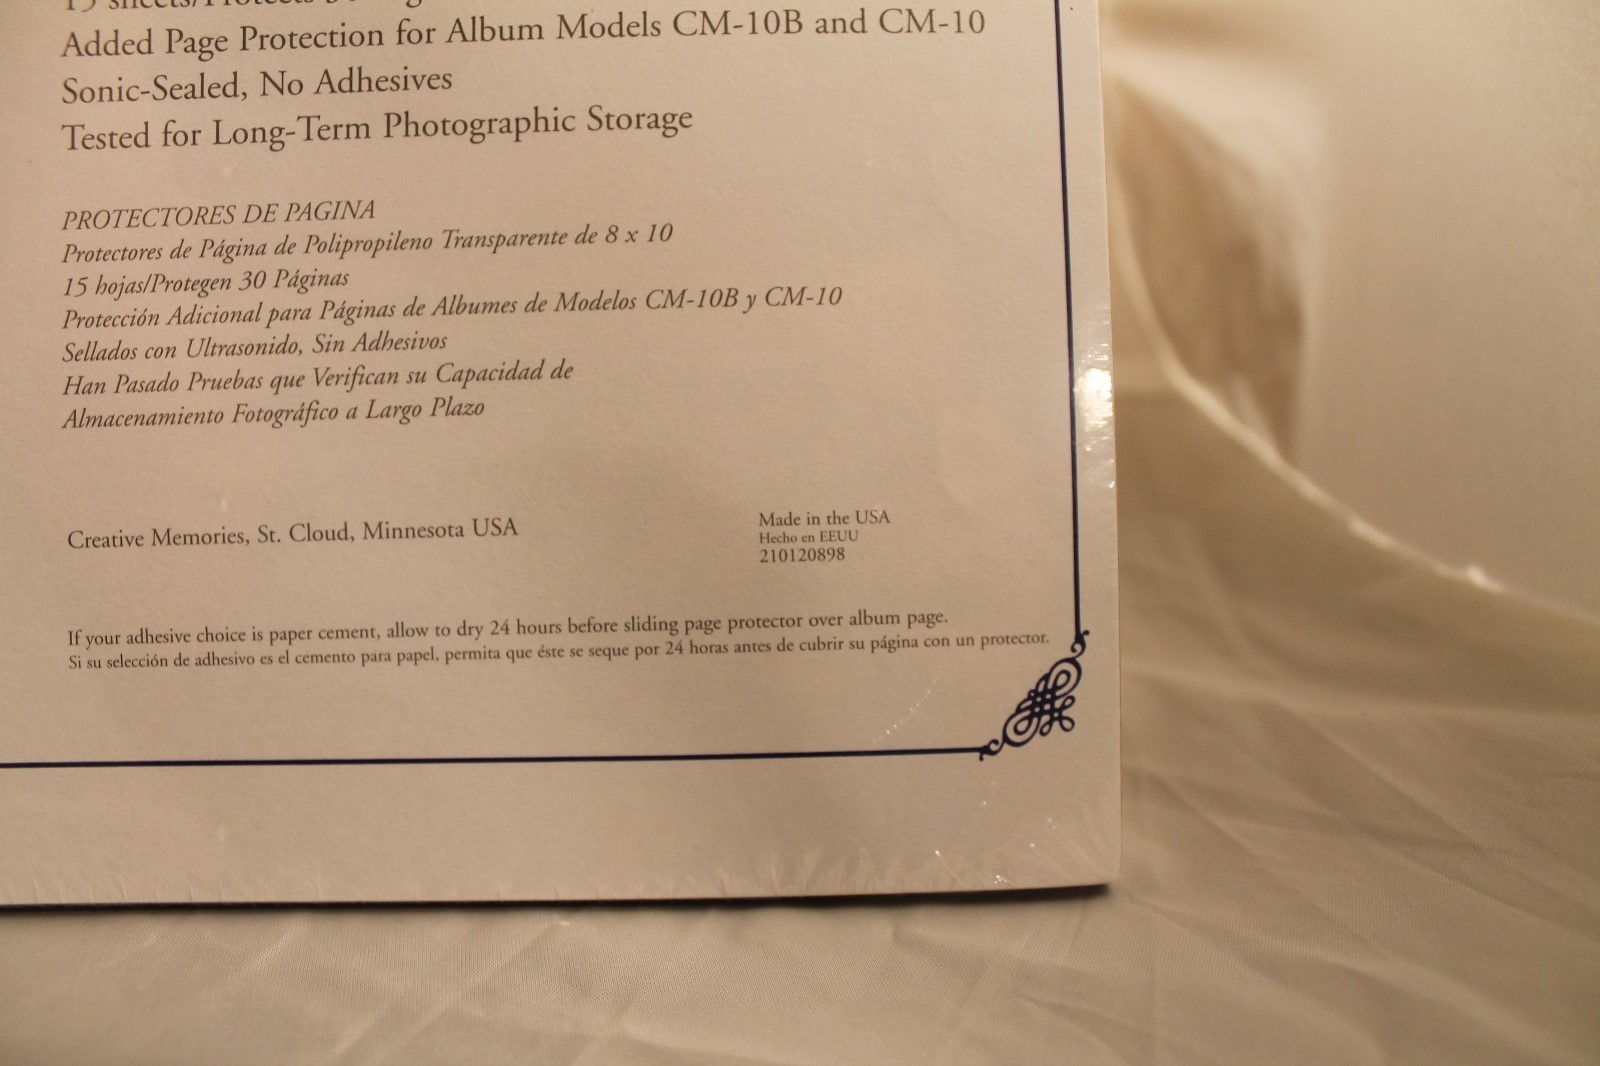 15 sheets/Protects
Added Page Protection for Album Models CM-10B and CM-10
Sonic-Sealed, No Adhesives
Tested for Long-Term Photographic Storage
PROTECTORES DE PAGINA
Protectores de Página de Polipropileno Transparente de 8 x 10
15 hojas/Protegen 30 Páginas
Protección Adicional para Páginas de Albumes de Modelos CM-10B y CM-10
Sellados con Ultrasonido, Sin Adhesivos
Han Pasado Pruebas que Verifican su Capacidad de
Almacenamiento Fotográfico a Largo Plazo
Creative Memories, St. Cloud, Minnesota USA
Made in the USA
Hecho en EEUU
210120898
If your adhesive choice is paper cement, allow to dry 24 hours before sliding page protector over album page.
Si su selección de adhesivo es el cemento para papel, permita que éste se seque por 24 horas antes de cubrir su página con un protector.